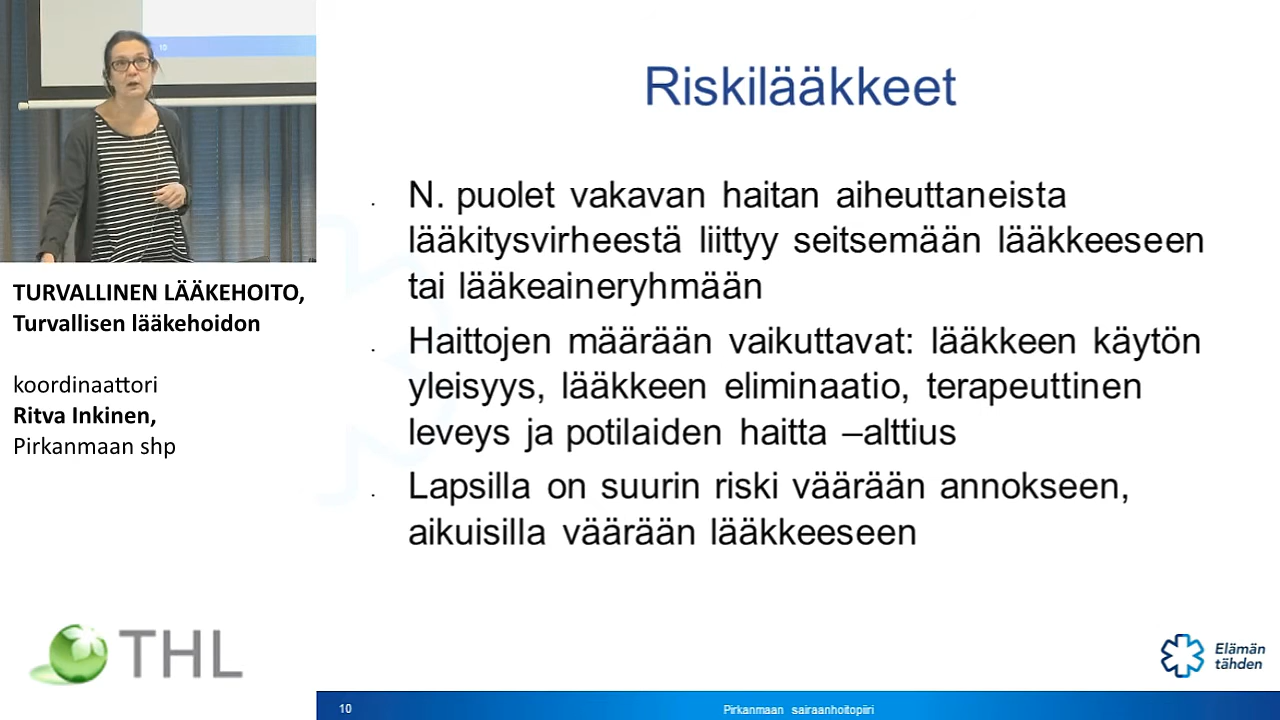 10
TURVALLINEN LÄÄKEHOITO,
Turvallisen lääkehoidon
koordinaattori
Ritva Inkinen,
Pirkanmaan shp
THL
Riskilääkkeet
. N. puolet vakavan haitan aiheuttaneista
lääkitysvirheestä liittyy seitsemään lääkkeeseen
tai lääkeaineryhmään
. Haittojen määrään vaikuttavat: lääkkeen käytön
yleisyys, lääkkeen eliminaatio, terapeuttinen
leveys ja potilaiden haitta –alttius
. Lapsilla on suurin riski väärään annokseen,
aikuisilla väärään lääkkeeseen
Elämän
tähden
10
Pirkanmaan sairaanhoitopiiri